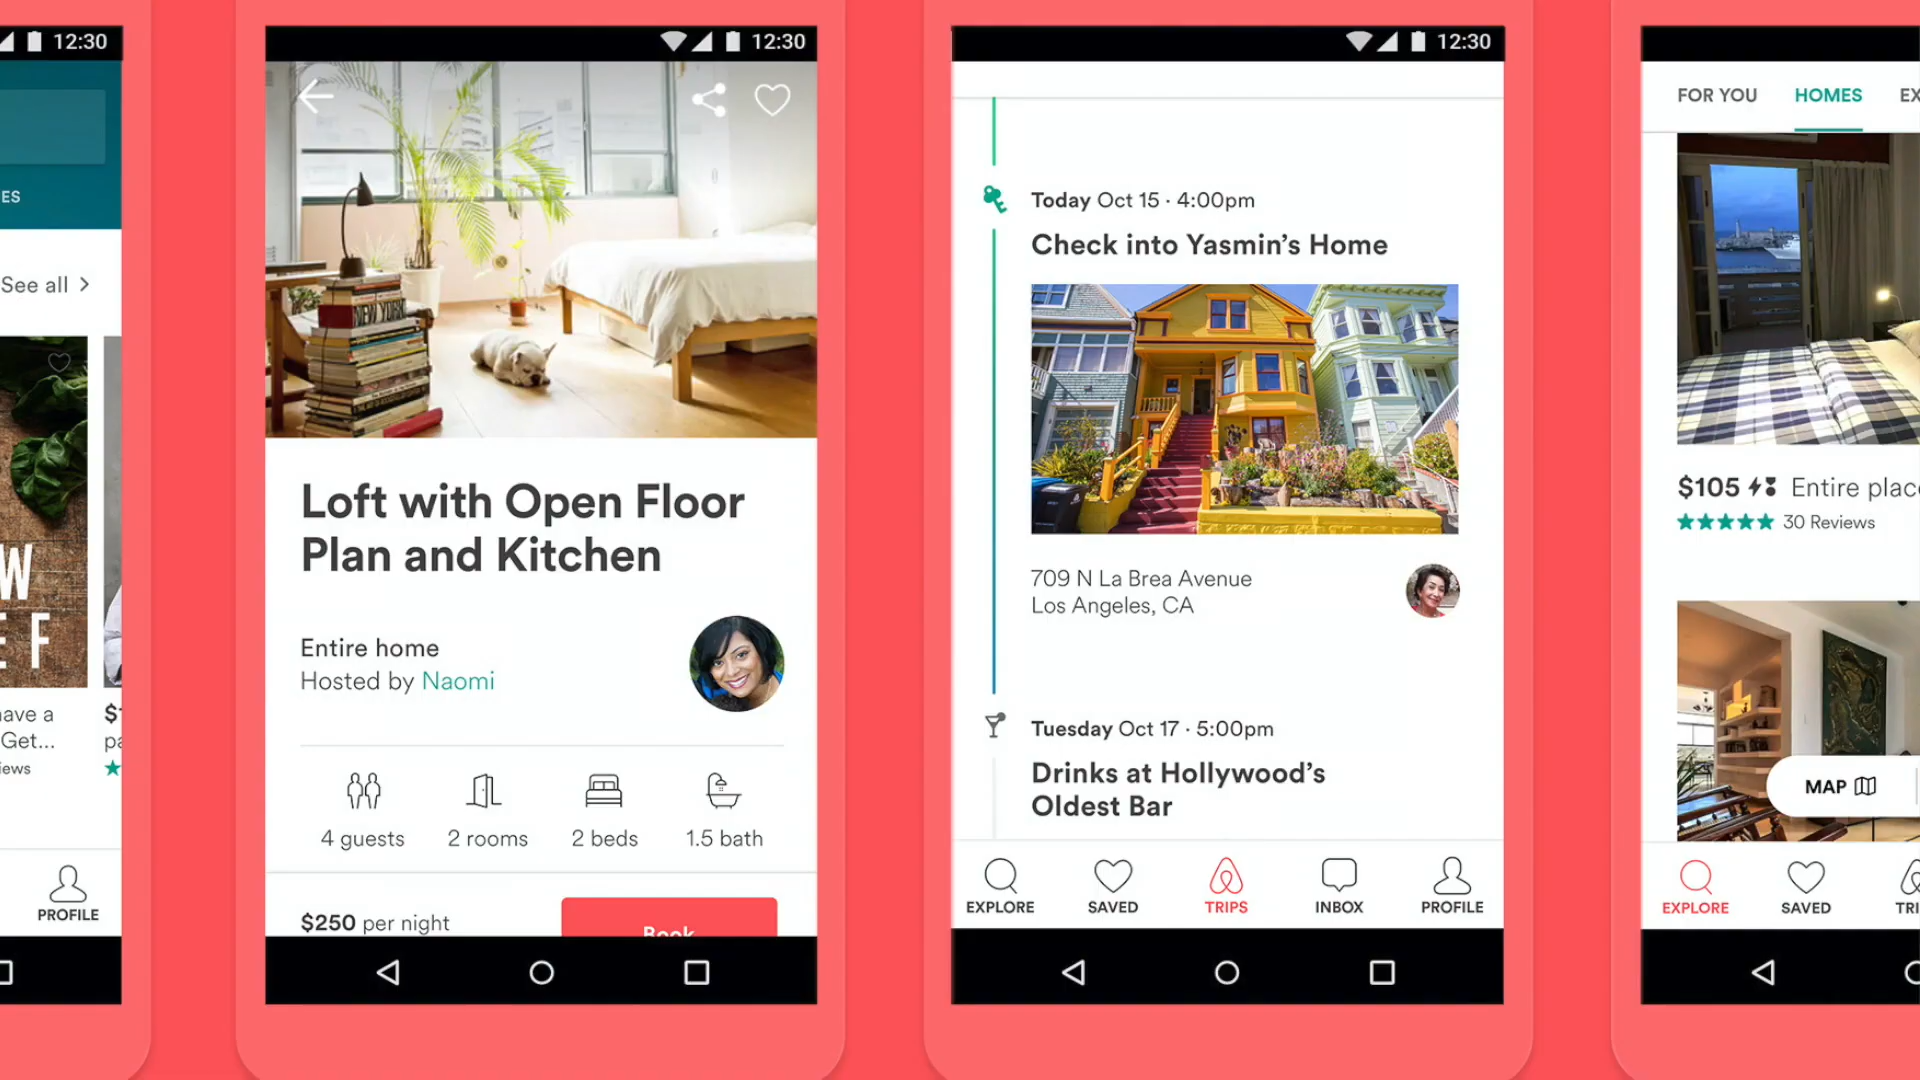 12:30
ES
See all
W
E F
ave a
Get...
iews
$
PROFILE
12:30
NEW YORK
Loft with Open Floor
Plan and Kitchen
Entire home
Hosted by Naomi
4 guests
2 rooms
2 beds
1.5 bath
$250 per night
Book
12:30
Today Oct 15 · 4:00pm
Check into Yasmin's Home
709 N La Brea Avenue
Los Angeles, CA
Tuesday Oct 17 · 5:00pm
Drinks at Hollywood's
Oldest Bar
EXPLORE
SAVED
TRIPS
INBOX
PROFILE
FOR YOU
HOMES
EX
$105 Entire plac
30 Reviews
MAP
EXPLORE
SAVED
TRI